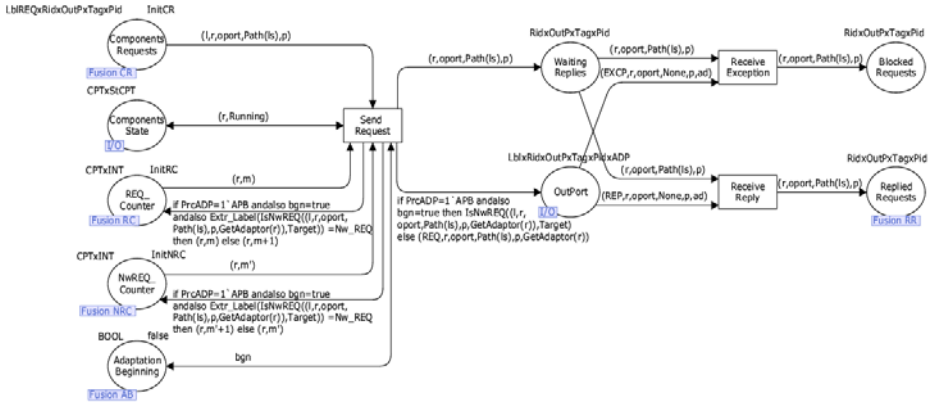 LblREQxRidxOutPxTagxPid InitCR
Components
Requests
Fusion CR
(l,r,oport,Path(ls),p)
CPTxStCPT
Components
State
I/O
(r,Running)
Send
Request
CPTxINT InitRC
REQ_
Counter
Fusion RC
(r,m)
if PrcADP=1`APB andalso bgn=true
andalso Extr_Label(IsNwREQ((l,r,oport,
Path(ls),p,GetAdaptor(r)),Target)) =Nw_REQ
then (r,m) else (r,m+1)
CPTxINT InitNRC
NwREQ_
Counter
Fusion NRC
(r,m')
if PrcADP=1`APB andalso bgn=true
andalso Extr_Label(IsNwREQ((l,r,oport,
Path(ls),p,GetAdaptor(r)),Target)) =Nw_REQ
then (r,m'+1) else (r,m')
BOOL false
Adaptation
Beginning
Fusion AB
bgn
(r,oport,Path(ls),p)
if PrcADP=1`APB andalso
bgn=true then IsNwREQ((l,r,
oport,Path(ls),p,GetAdaptor(r)),Target)
else (REQ,r,oport,Path(ls),p,GetAdaptor(r))
RidxOutPxTagxPid
Waiting
Replies
(r,oport,Path(ls),p)
(EXCP,r,oport,None,p,ad)
Receive
Exception
(r,oport,Path(ls),p)
RidxOutPxTagxPid
Blocked
Requests
LblxRidxOutPxTagxPidxADP
OutPort
I/O
(r,oport,Path(ls),p)
(REP,r,oport,None,p,ad)
Receive
Reply
(r,oport,Path(ls),p)
RidxOutPxTagxPid
Replied
Requests
Fusion RR